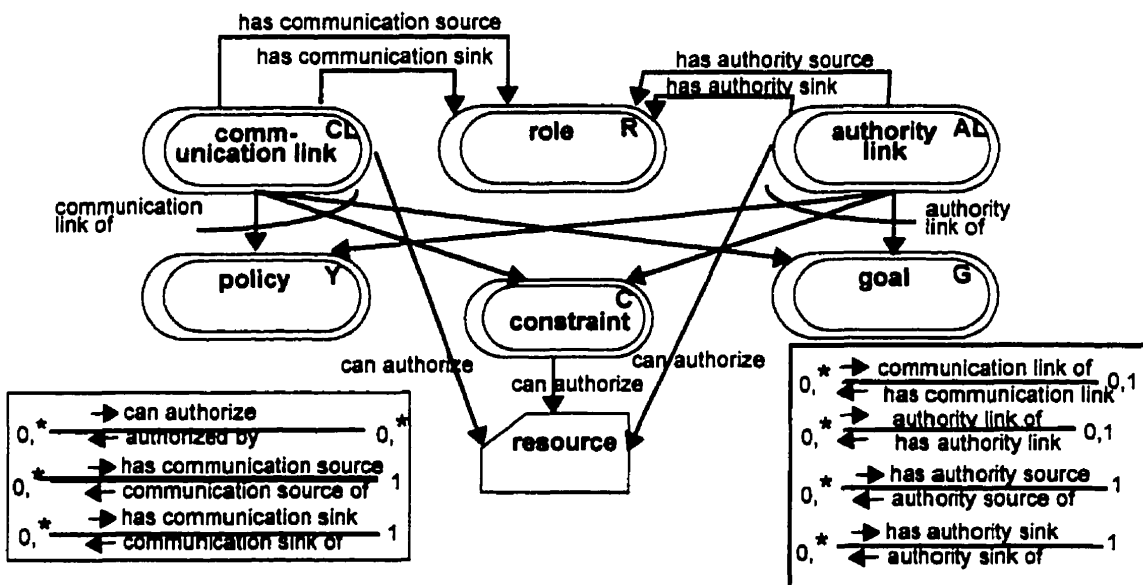 has communication source
has communication sink
has authority source
has authority sink
comm- CL
unication link
role R
authority AL
link
communication
link of
authority
link of
policy Y
constraint C
goal G
can authorize
can authorize
can authorize
resource
0,* can authorize 0,*
authorized by
0,* has communication source 1
communication source of
0,* has communication sink 1
communication sink of
0,* communication link of 0,1
has communication link
0,* authority link of 0,1
has authority link
0,* has authority source 1
authority source of
0,* has authority sink 1
authority sink of